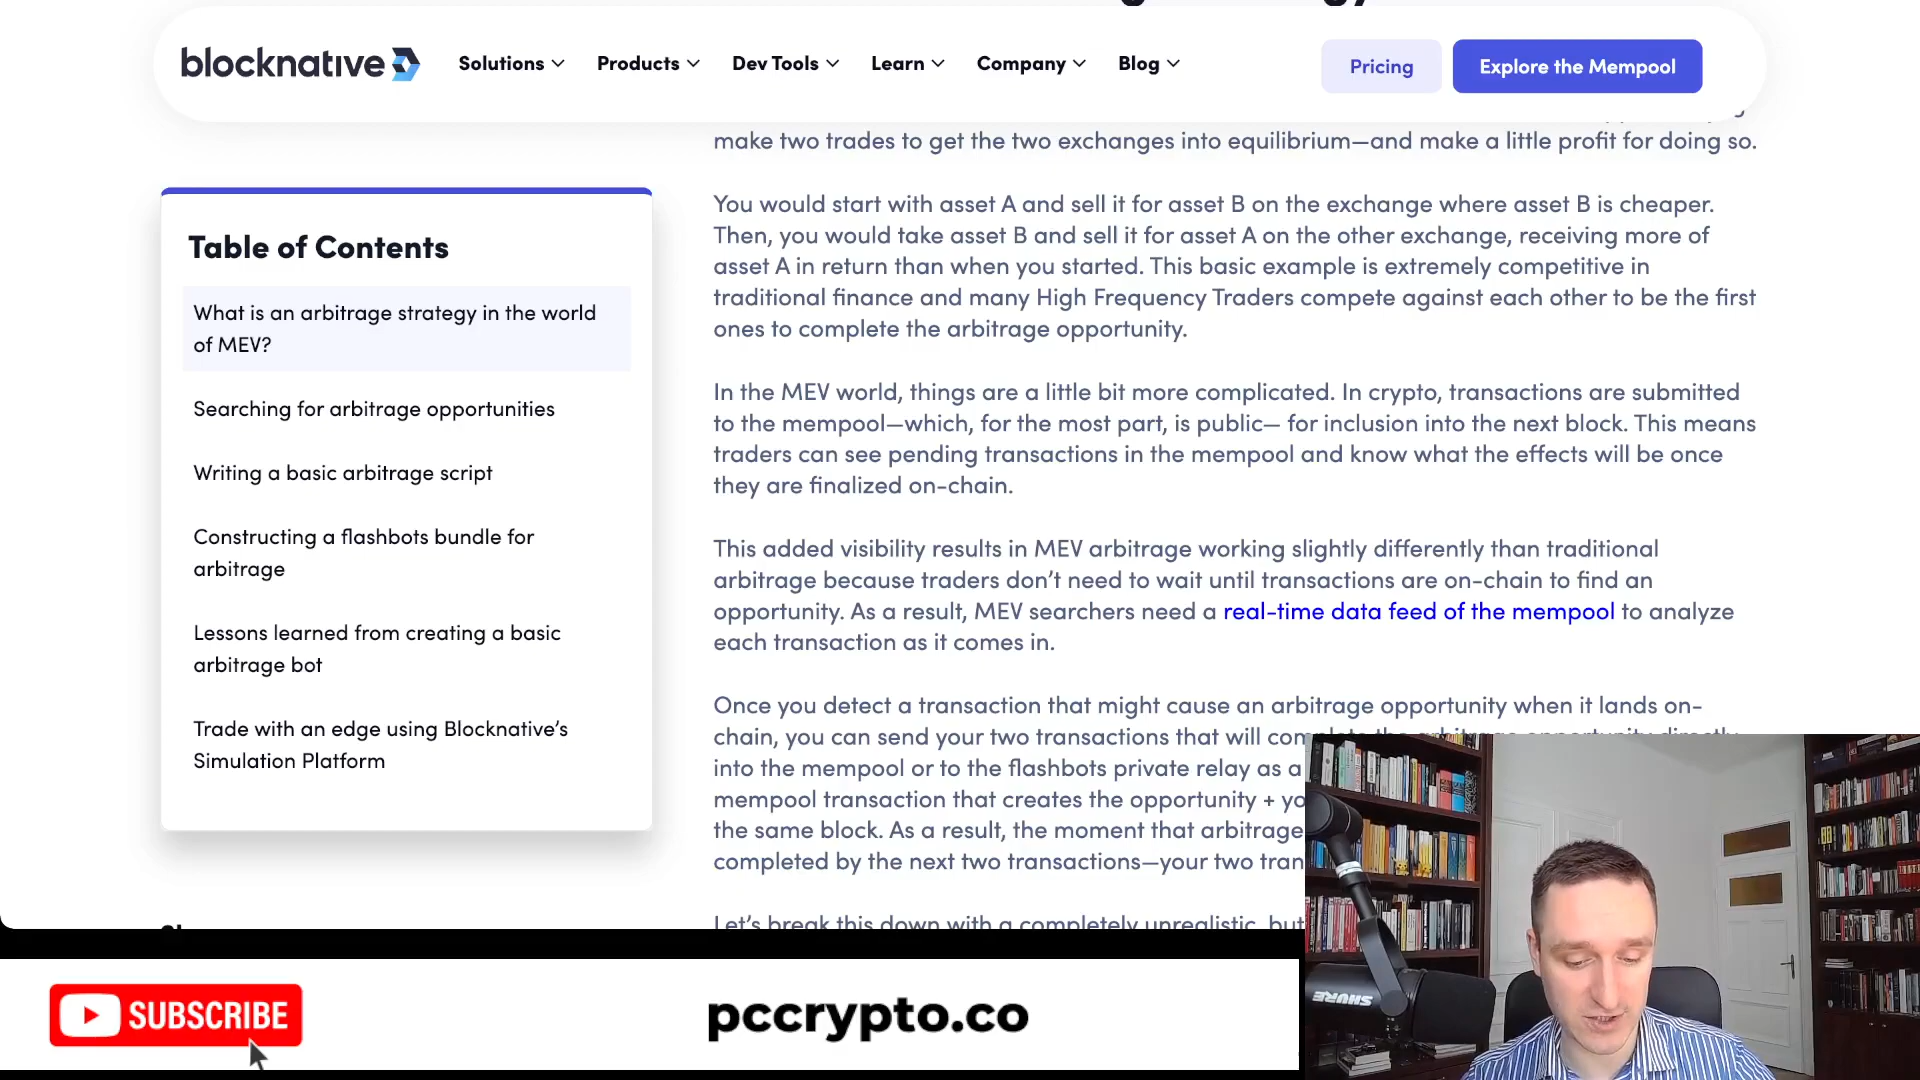 blocknative
Solutions
Products
Dev Tools
Learn
Company
Blog
Pricing
Explore the Mempool
make two trades to get the two exchanges into equilibrium—and make a little profit for doing so.
You would start with asset A and sell it for asset B on the exchange where asset B is cheaper.
Then, you would take asset B and sell it for asset A on the other exchange, receiving more of
asset A in return than when you started. This basic example is extremely competitive in
traditional finance and many High Frequency Traders compete against each other to be the first
ones to complete the arbitrage opportunity.
In the MEV world, things are a little bit more complicated. In crypto, transactions are submitted
to the mempool—which, for the most part, is public— for inclusion into the next block. This means
traders can see pending transactions in the mempool and know what the effects will be once
they are finalized on-chain.
This added visibility results in MEV arbitrage working slightly differently than traditional
arbitrage because traders don’t need to wait until transactions are on-chain to find an
opportunity. As a result, MEV searchers need a real-time data feed of the mempool to analyze
each transaction as it comes in.
Once you detect a transaction that might cause an arbitrage opportunity when it lands on-
chain, you can send your two transactions that will complete the arbitrage opportunity directly
into the mempool or to the flashbots private relay as a
mempool transaction that creates the opportunity + yo
the same block. As a result, the moment that arbitrage
completed by the next two transactions—your two tran
Let’s break this down with a completely unrealistic, but
Table of Contents
What is an arbitrage strategy in the world
of MEV?
Searching for arbitrage opportunities
Writing a basic arbitrage script
Constructing a flashbots bundle for
arbitrage
Lessons learned from creating a basic
arbitrage bot
Trade with an edge using Blocknative’s
Simulation Platform
SUBSCRIBE
pccrypto.co
SHURE